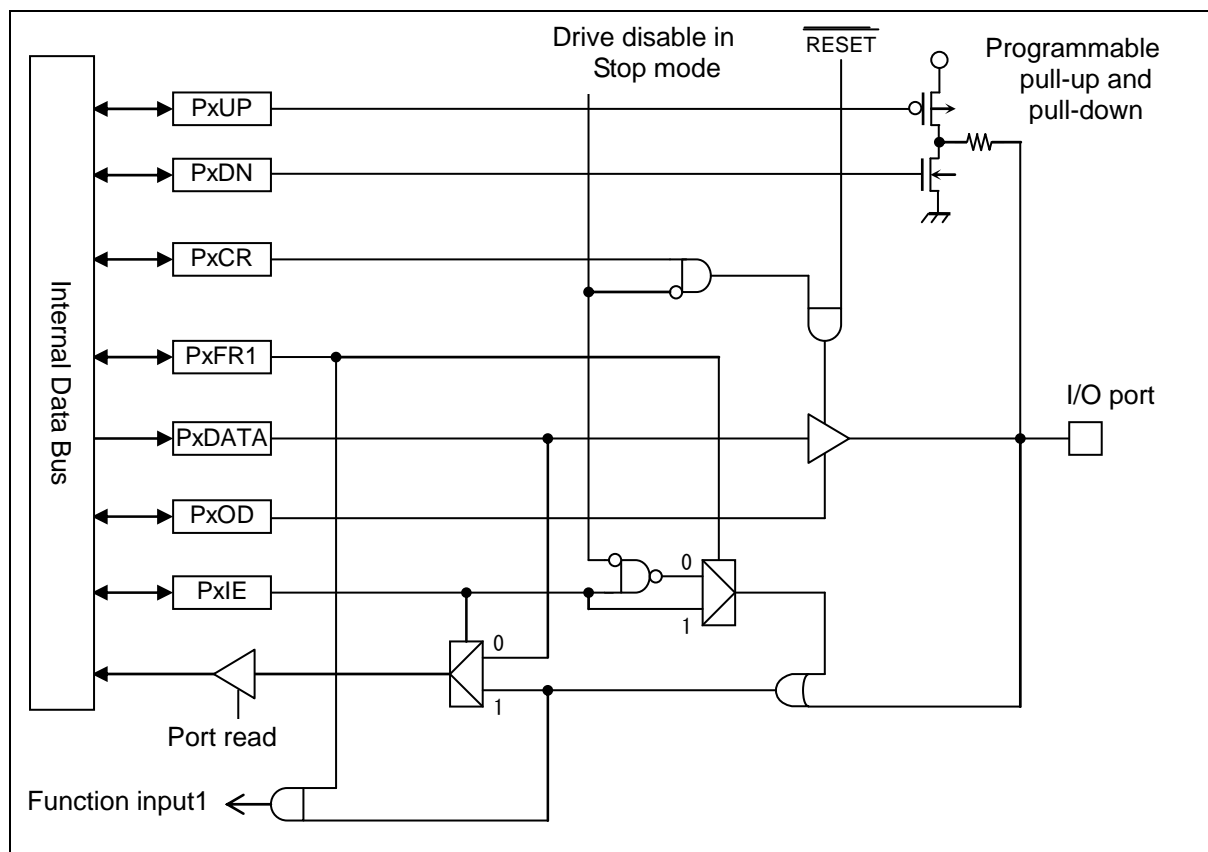 Drive disable in
Stop mode
RESET
Programmable
pull-up and
pull-down
PxUP
PxDN
PxCR
Internal Data Bus
PxFR1
I/O port
PxDATA
PxOD
0
PxIE
1
0
1
Port read
Function input1